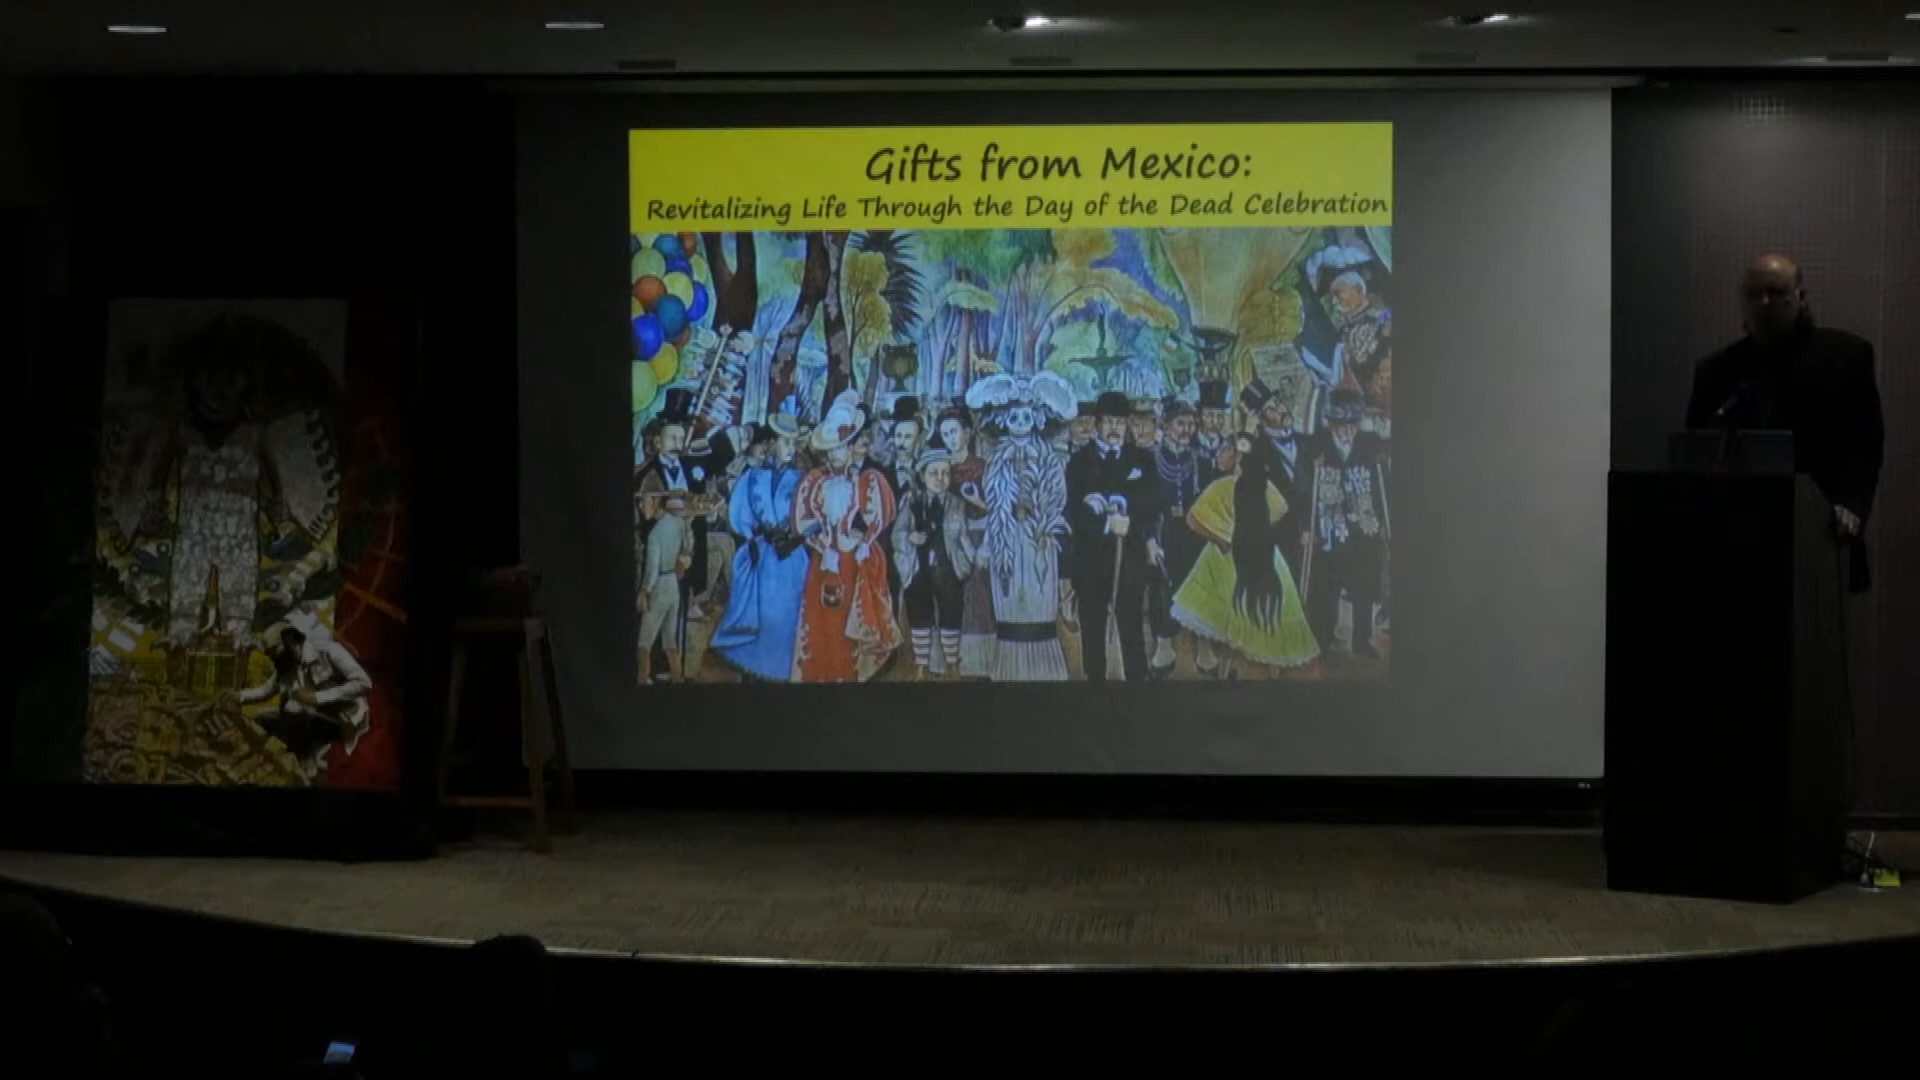 Gifts from Mexico:
Revitalizing Life Through the Day of the Dead Celebration